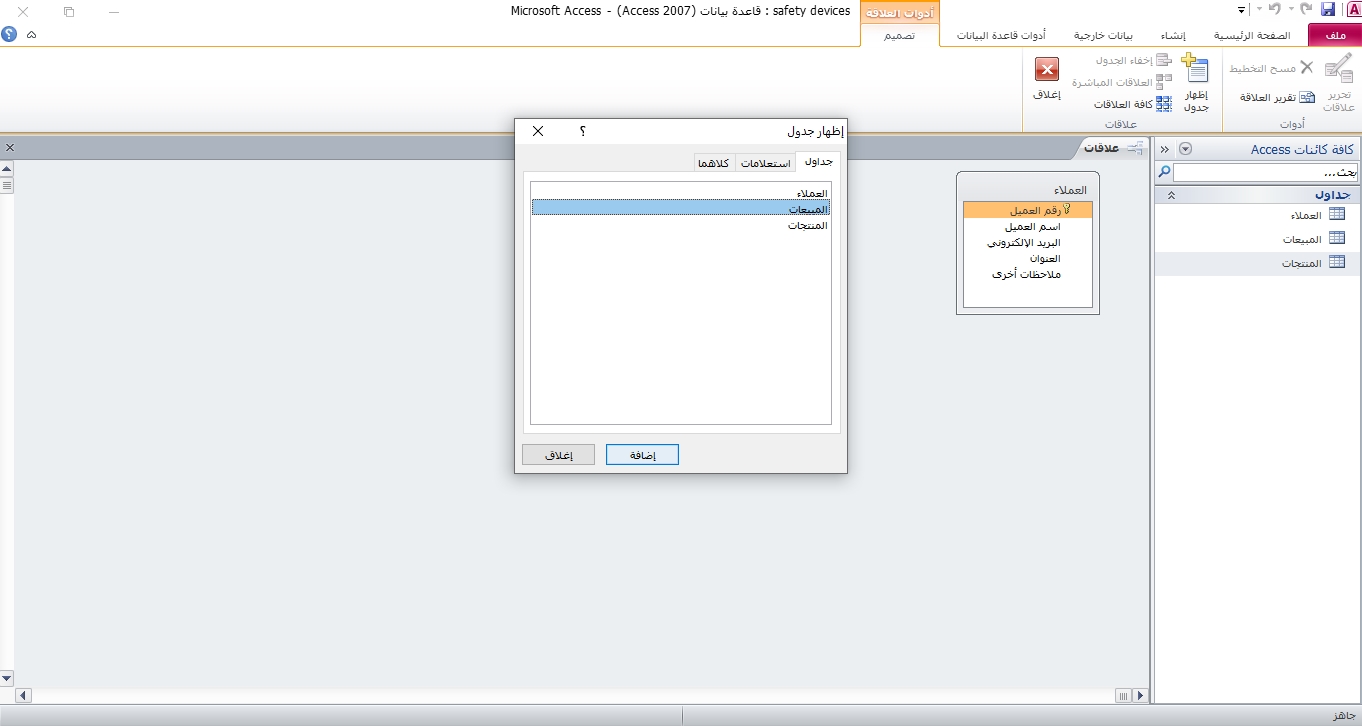 safety devices : قاعدة بيانات (Access 2007) - Microsoft Access
أدوات العلاقة
ملف
الصفحة الرئيسية
إنشاء
بيانات خارجية
أدوات قاعدة البيانات
تصميم
تحرير علاقات
مسح التخطيط
تقرير العلاقة
أدوات
إظهار جدول
إخفاء الجدول
العلاقات المباشرة
كافة العلاقات
علاقات
إغلاق
كافة كائنات Access
بحث...
جداول
العملاء
المبيعات
المنتجات
علاقات
العملاء
رقم العميل
اسم العميل
البريد الإلكتروني
العنوان
ملاحظات أخرى
إظهار جدول
؟
جداول
استعلامات
كلاهما
العملاء
المبيعات
المنتجات
إضافة
إغلاق
جاهز